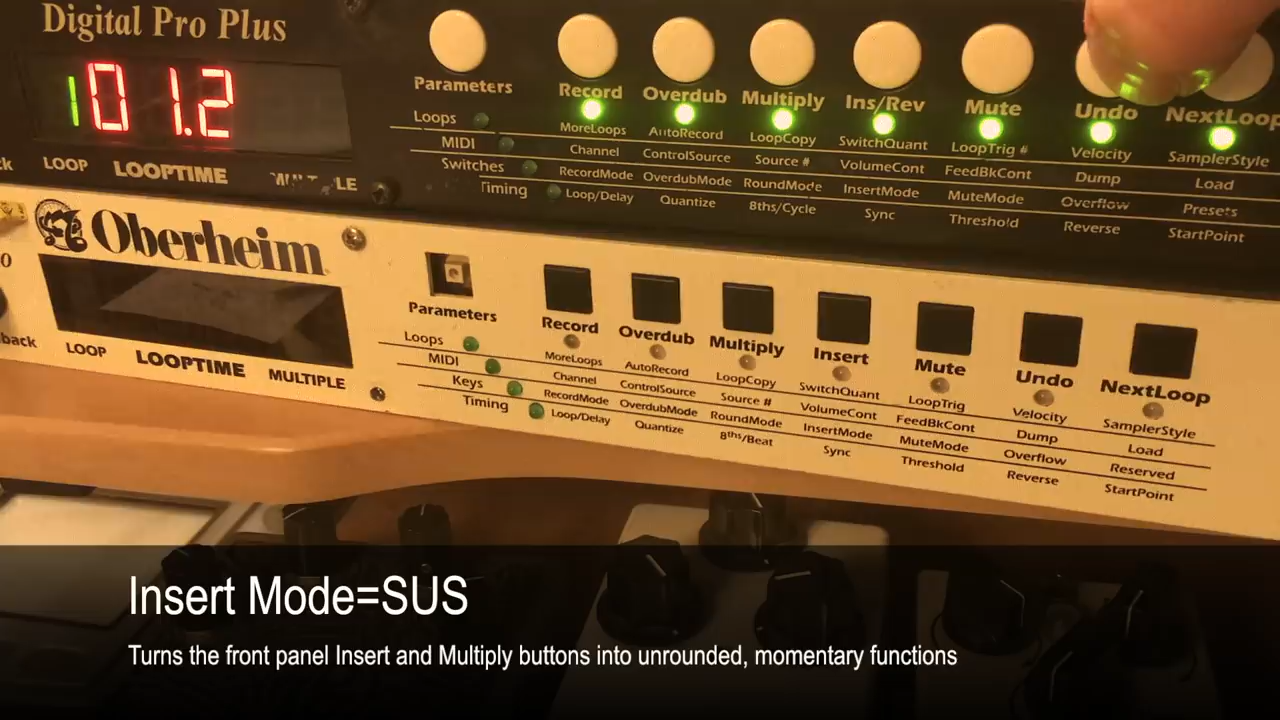 Digital Pro Plus
1 0 1.2
LOOP LOOPTIME
Parameters Record Overdub Multiply Ins/Rev Mute Undo NextLoop
Loops MoreLoops AutoRecord LoopCopy SwitchQuant LoopTrig # Velocity SamplerStyle
MIDI Channel ControlSource Source # VolumeCont FeedBkCont Dump Load
Switches RecordMode OverdubMode RoundMode InsertMode MuteMode Overflow Presets
Timing Loop/Delay Quantize 8ths/Cycle Sync Threshold Reverse StartPoint
Oberheim
LOOP LOOPTIME MULTIPLE
Parameters Record Overdub Multiply Insert Mute Undo NextLoop
Loops MoreLoops AutoRecord LoopCopy SwitchQuant LoopTrig Velocity SamplerStyle
MIDI Channel ControlSource Source # VolumeCont FeedBkCont Dump Load
Keys RecordMode OverdubMode RoundMode InsertMode MuteMode Overflow Reserved
Timing Loop/Delay Quantize 8ths/Beat Sync Threshold Reverse StartPoint
Insert Mode=SUS
Turns the front panel Insert and Multiply buttons into unrounded, momentary functions